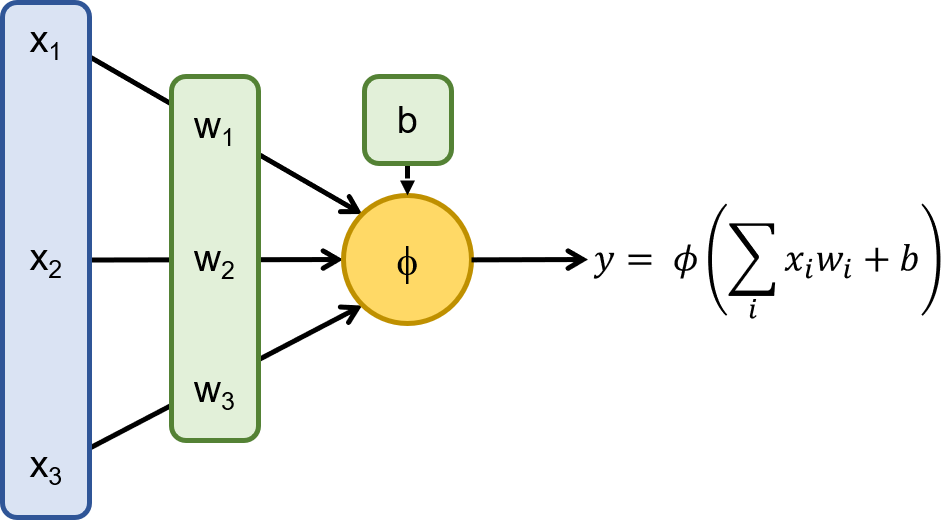 x₁
x₂
x₃
w₁
w₂
w₃
b
ϕ
y = ϕ(∑ᵢ xᵢwᵢ + b)